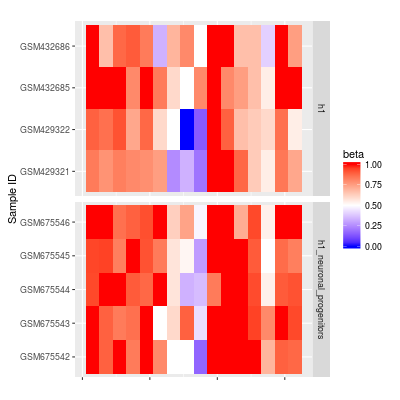 GSM432686
GSM432685
GSM429322
GSM429321
h1
GSM675546
GSM675545
GSM675544
GSM675543
GSM675542
h1_neuronal_progenitors
Sample ID
beta
1.00
0.75
0.50
0.25
0.00